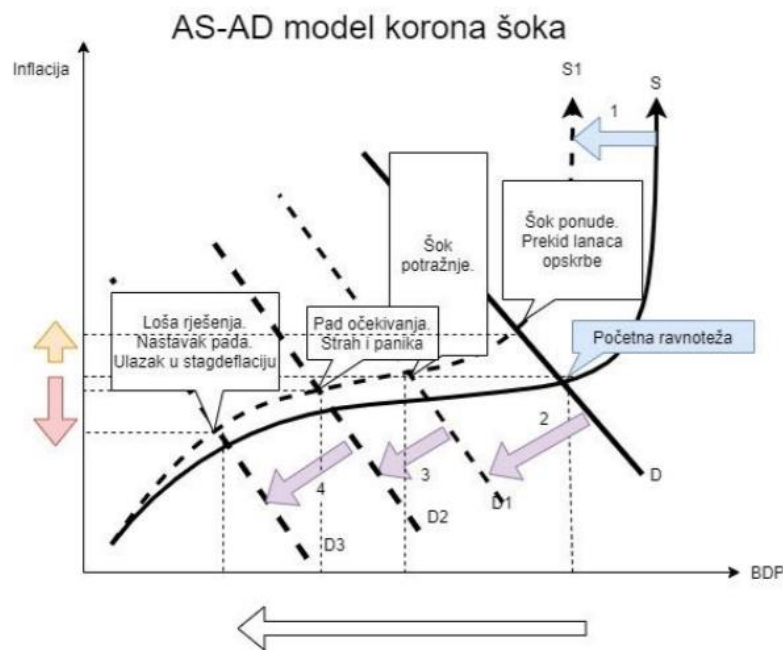 AS-AD model korona šoka
Inflacija
S1
S
1
Šok ponude.
Prekid lanaca
opskrbe
Šok
potražnje.
Loša rješenja.
Nastavak pada.
Ulazak u stagdeflaciju
Pad očekivanja.
Strah i panika
Početna ravnoteža
2
3
4
D
D1
D2
D3
BDP